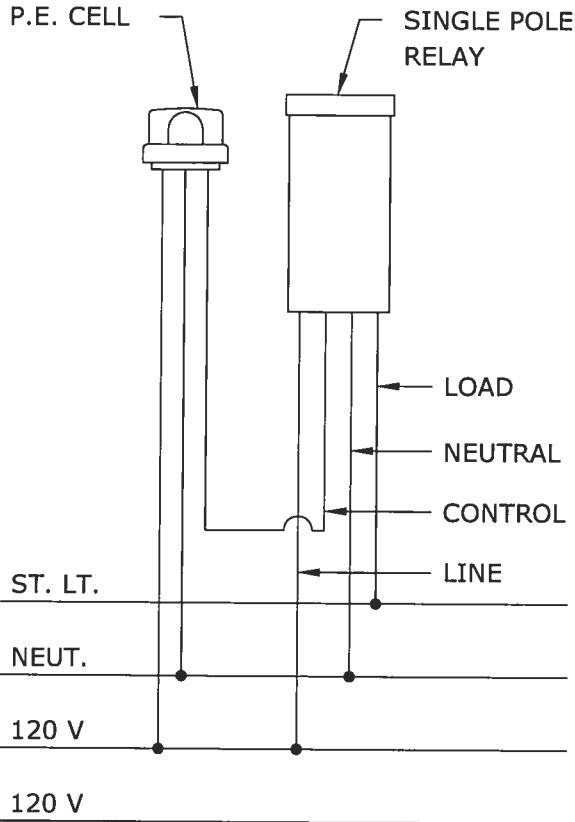 P.E. CELL
SINGLE POLE
RELAY
LOAD
NEUTRAL
CONTROL
LINE
ST. LT.
NEUT.
120 V
120 V